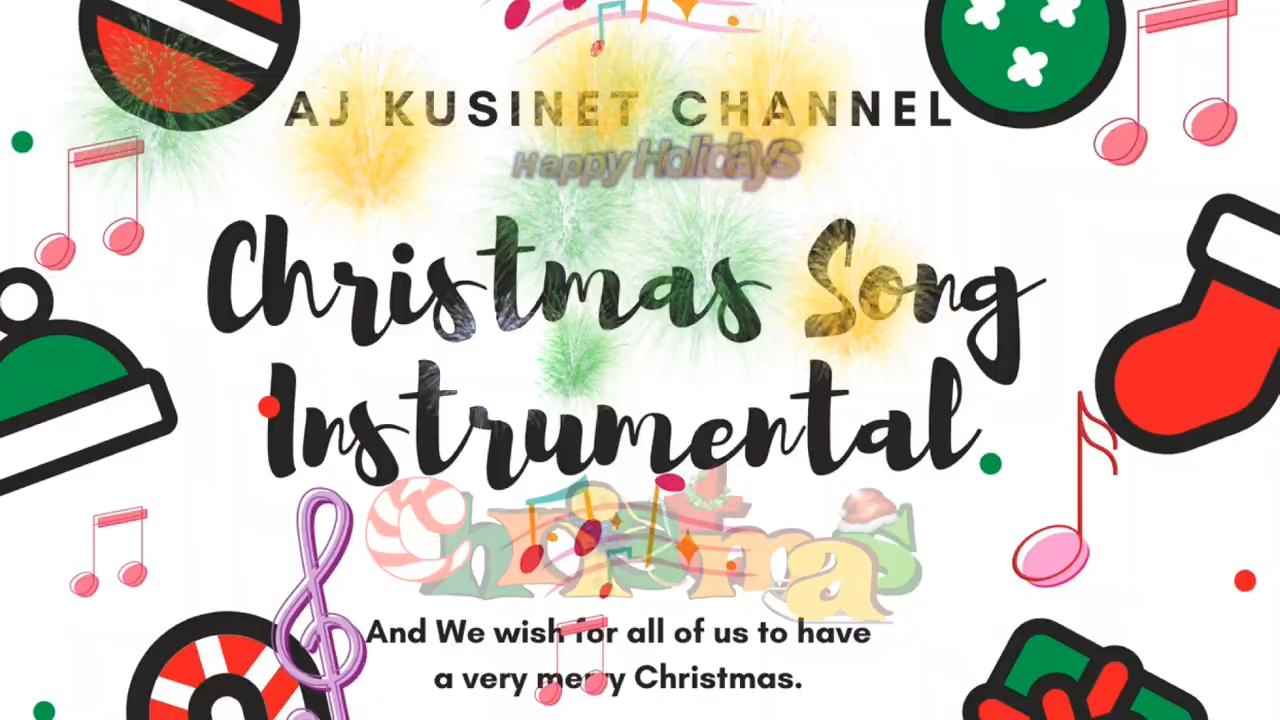 AJ KUSINET CHANNEL
Happy Holidays
Christmas Song
Instrumental
Christmas
And We wish for all of us to have
a very merry Christmas.